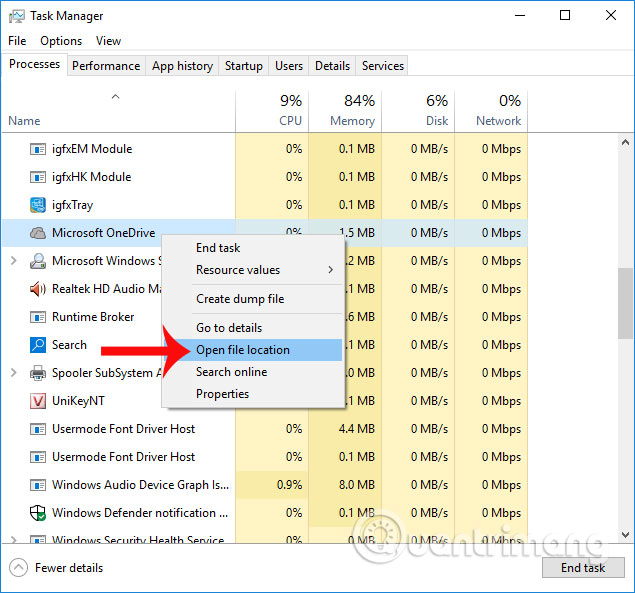 Task Manager
File Options View
Processes Performance App history Startup Users Details Services
9% 84% 6% 0%
Name CPU Memory Disk Network
igfxEM Module 0% 0.1 MB 0 MB/s 0 Mbps
igfxHK Module 0% 0.1 MB 0 MB/s 0 Mbps
igfxTray 0% 0.1 MB 0 MB/s 0 Mbps
Microsoft OneDrive 0% 1.5 MB 0 MB/s 0 Mbps
Microsoft Windows S .2 MB 0 MB/s 0 Mbps
Realtek HD Audio Ma .1 MB 0 MB/s 0 Mbps
Runtime Broker .6 MB 0 MB/s 0 Mbps
Search .1 MB 0 MB/s 0 Mbps
Spooler SubSystem A .0 MB 0 MB/s 0 Mbps
UniKeyNT .1 MB 0 MB/s 0 Mbps
End task
Resource values
Create dump file
Go to details
Open file location
Search online
Properties
Usermode Font Driver Host 0% 4.4 MB 0 MB/s 0 Mbps
Usermode Font Driver Host 0% 0.1 MB 0 MB/s 0 Mbps
Windows Audio Device Graph Is... 0.9% 8.0 MB 0 MB/s 0 Mbps
Windows Defender notification ... 0% 0.1 MB 0 MB/s 0 Mbps
Windows Security Health Service 0% 0 MB 0 MB/s 0 Mbps
Quantrimang
Fewer details End task